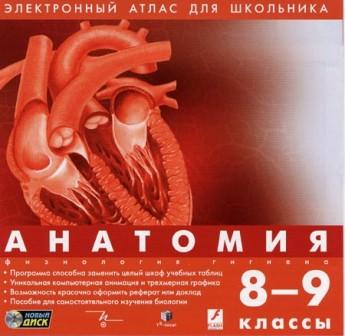 ЭЛЕКТРОННЫЙ АТЛАС ДЛЯ ШКОЛЬНИКА
АНАТОМИЯ
физиология гигиена
• Программа способна заменить целый шкаф учебных таблиц
• Уникальная компьютерная анимация и трехмерная графика
• Возможность красочно оформить реферат или доклад
• Пособие для самостоятельного изучения биологии
8–9
классы
НОВЫЙ
ДИСК